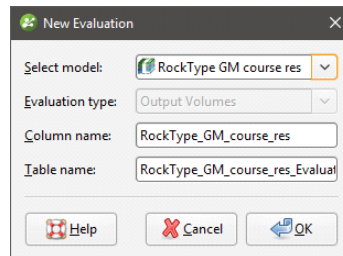 New Evaluation
Select model: RockType GM course res
Evaluation type: Output Volumes
Column name: RockType_GM_course_res
Table name: RockType_GM_course_res_Evaluat
Help Cancel OK